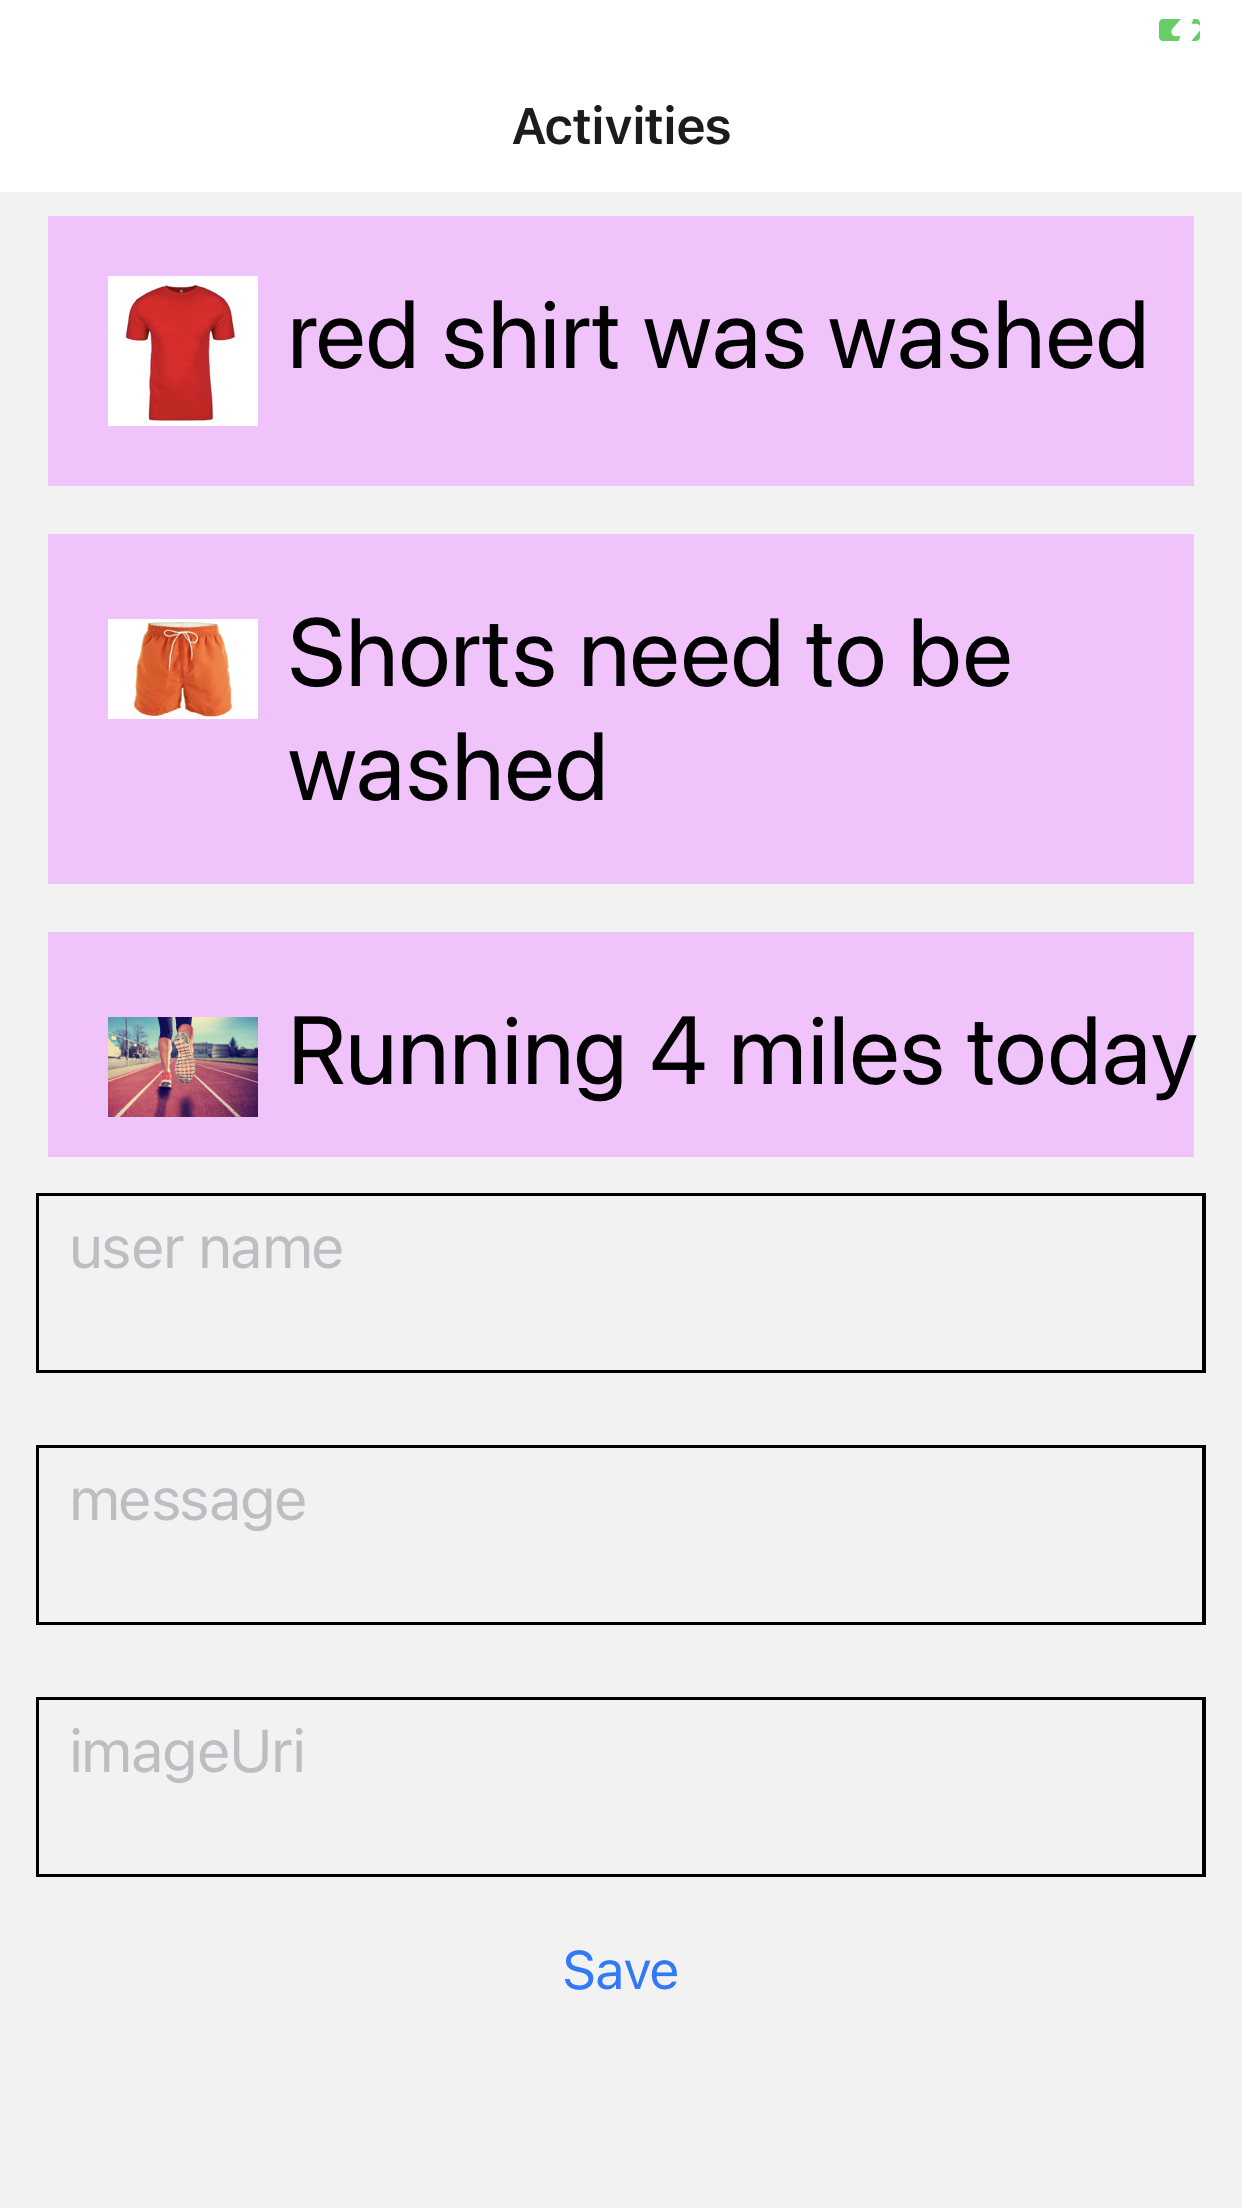 Activities
red shirt was washed
Shorts need to be
washed
Running 4 miles today
user name
message
imageUri
Save